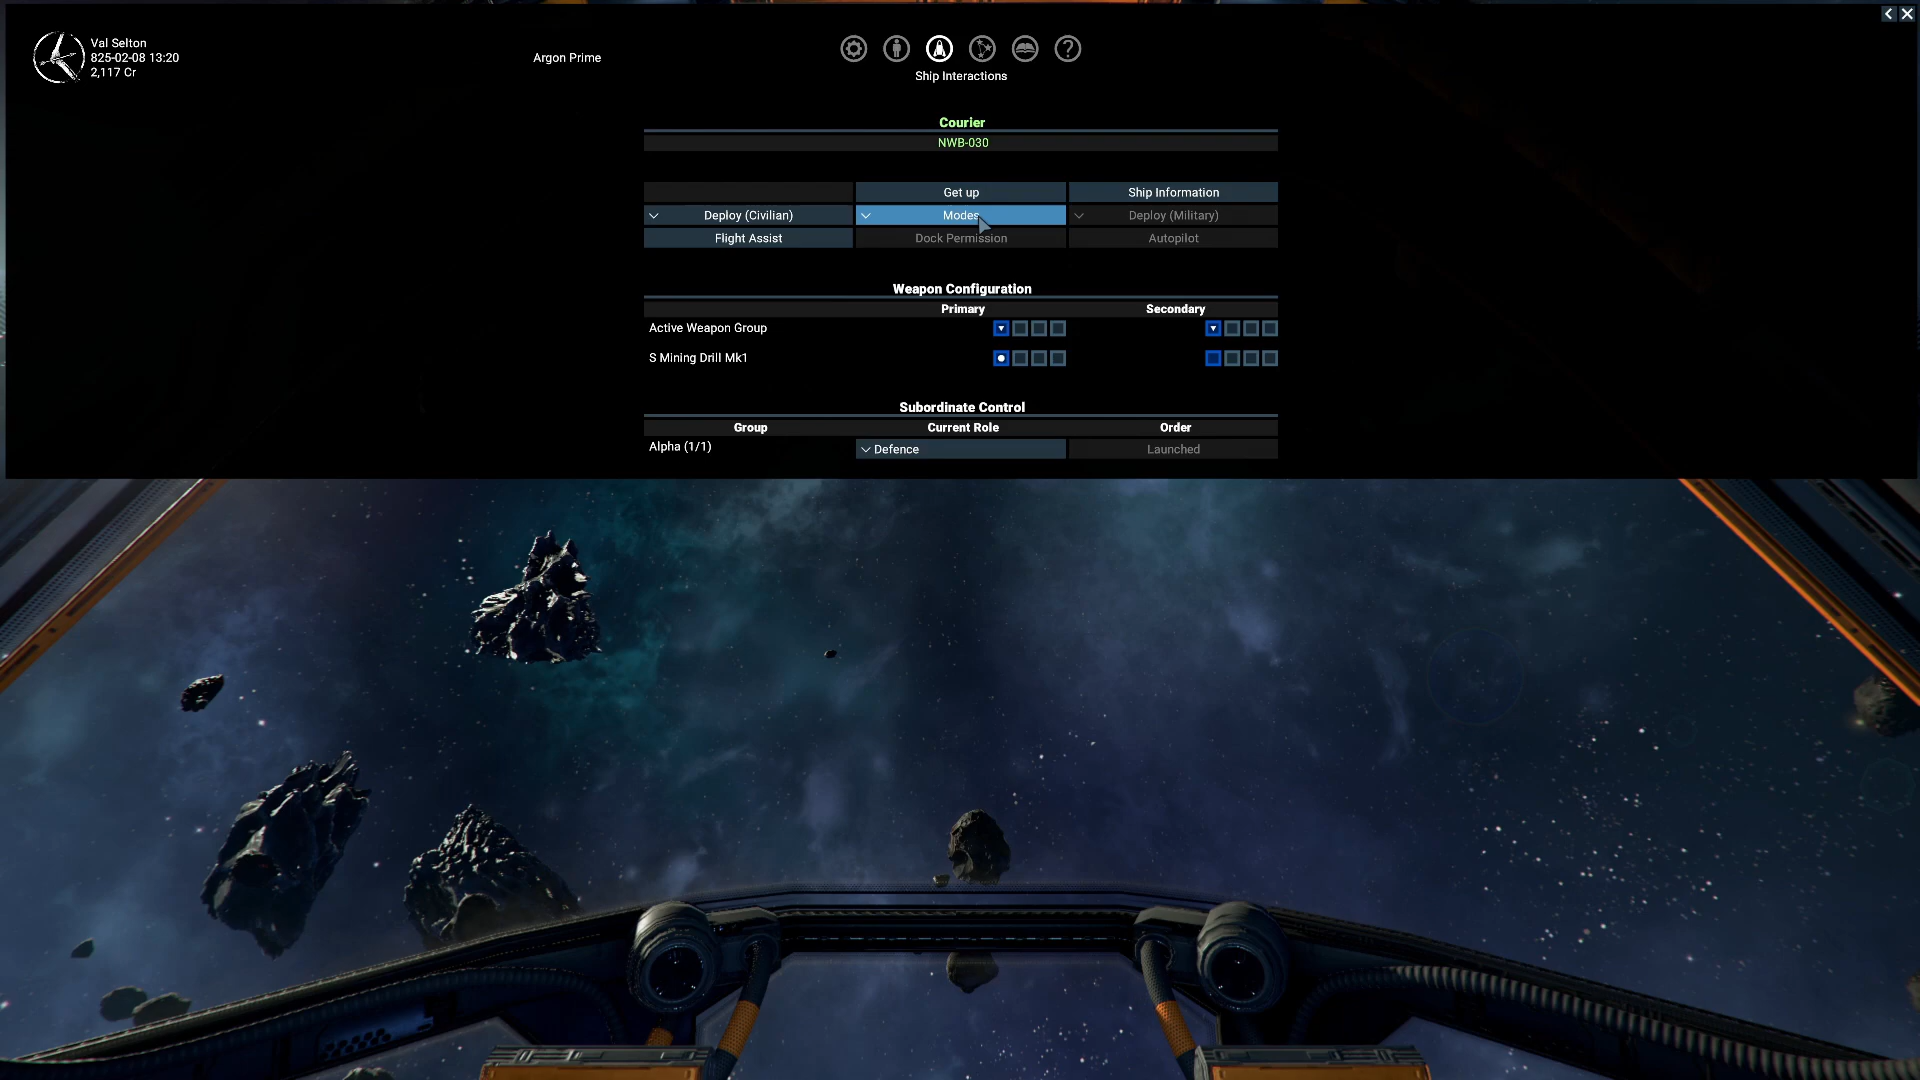 Val Selton
825-02-08 13:20
2,117 Cr
Argon Prime
Ship Interactions
Courier
NWB-030
Get up
Ship Information
Deploy (Civilian)
Modes
Deploy (Military)
Flight Assist
Dock Permission
Autopilot
Weapon Configuration
Primary
Secondary
Active Weapon Group
S Mining Drill Mk1
Subordinate Control
Group
Current Role
Order
Alpha (1/1)
Defence
Launched